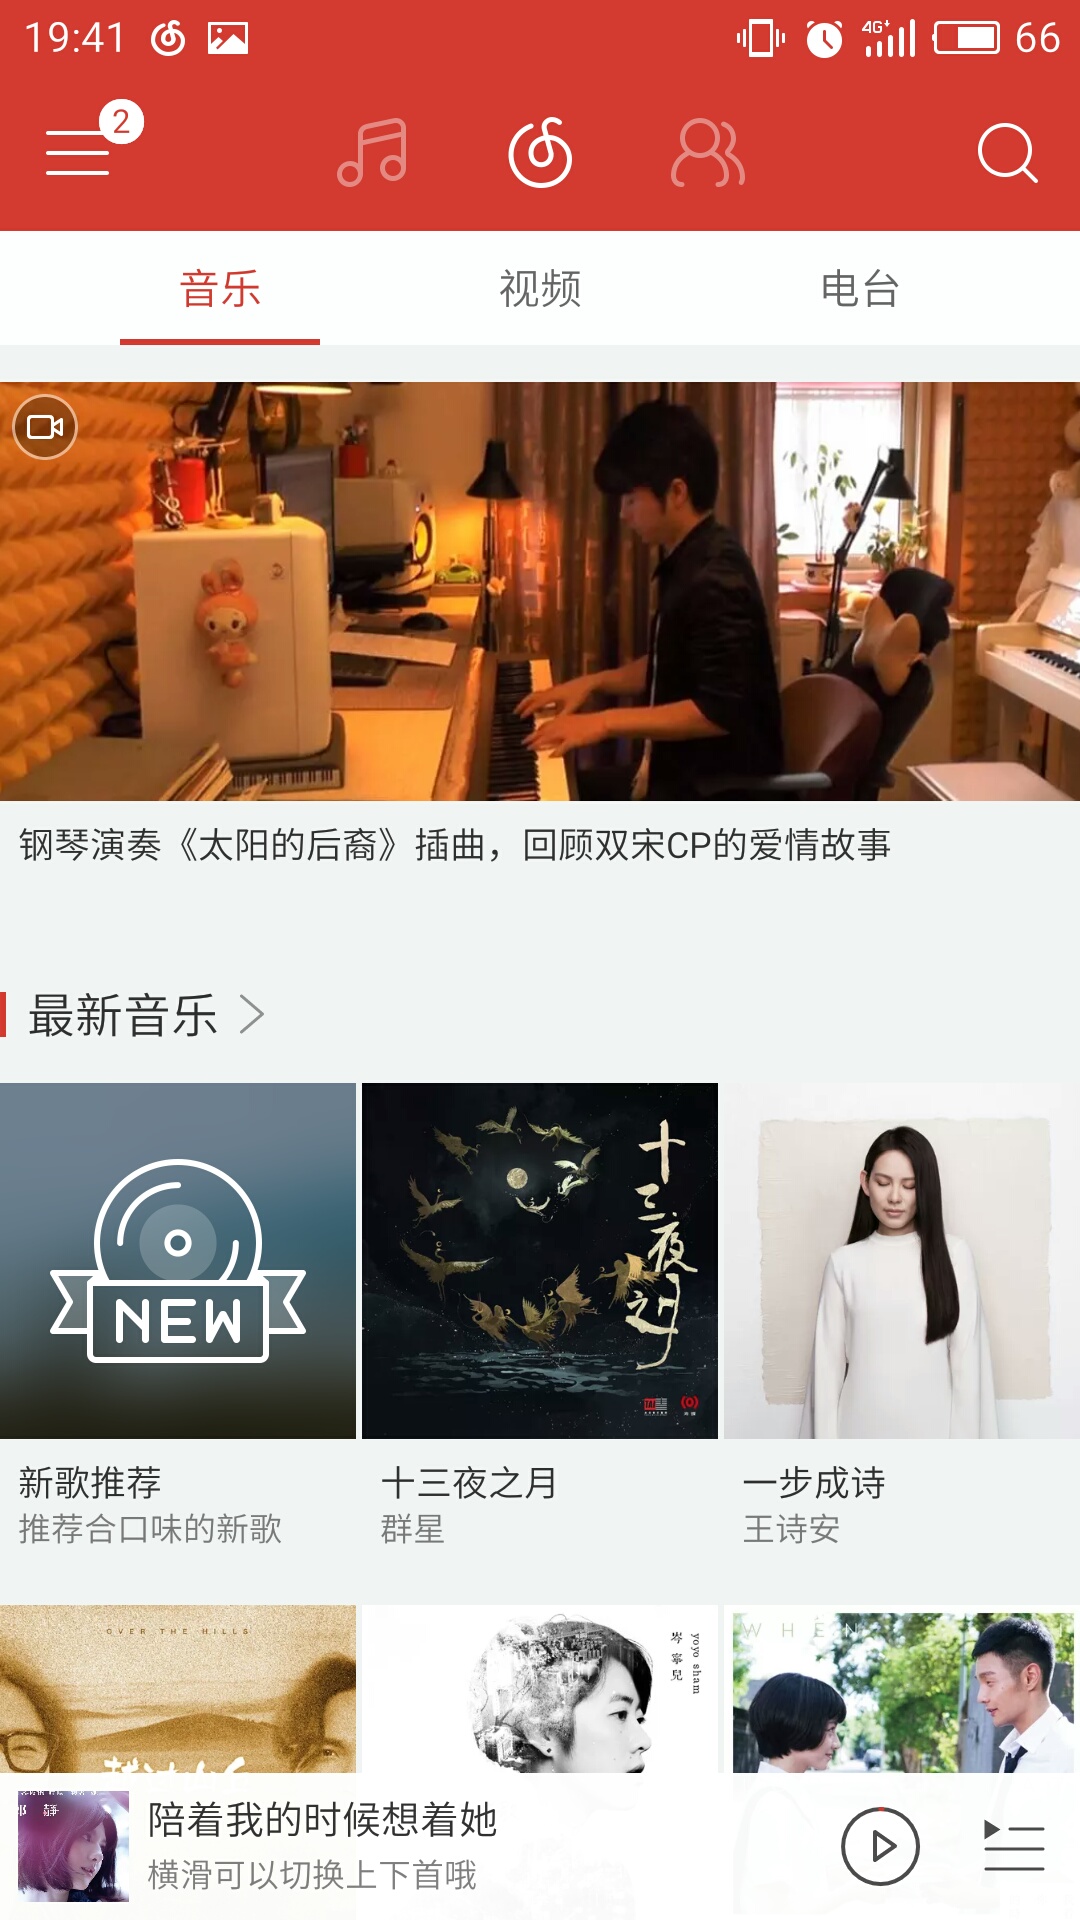 19:41
4G+
66
2
音乐
视频
电台
钢琴演奏《太阳的后裔》插曲，回顾双宋CP的爱情故事
最新音乐
NEW
十三夜之月
新歌推荐
推荐合口味的新歌
十三夜之月
群星
一步成诗
王诗安
OVER THE HILLS
岑寧兒
yoyo sham
WHEN
陪着我的时候想着她
横滑可以切换上下首哦